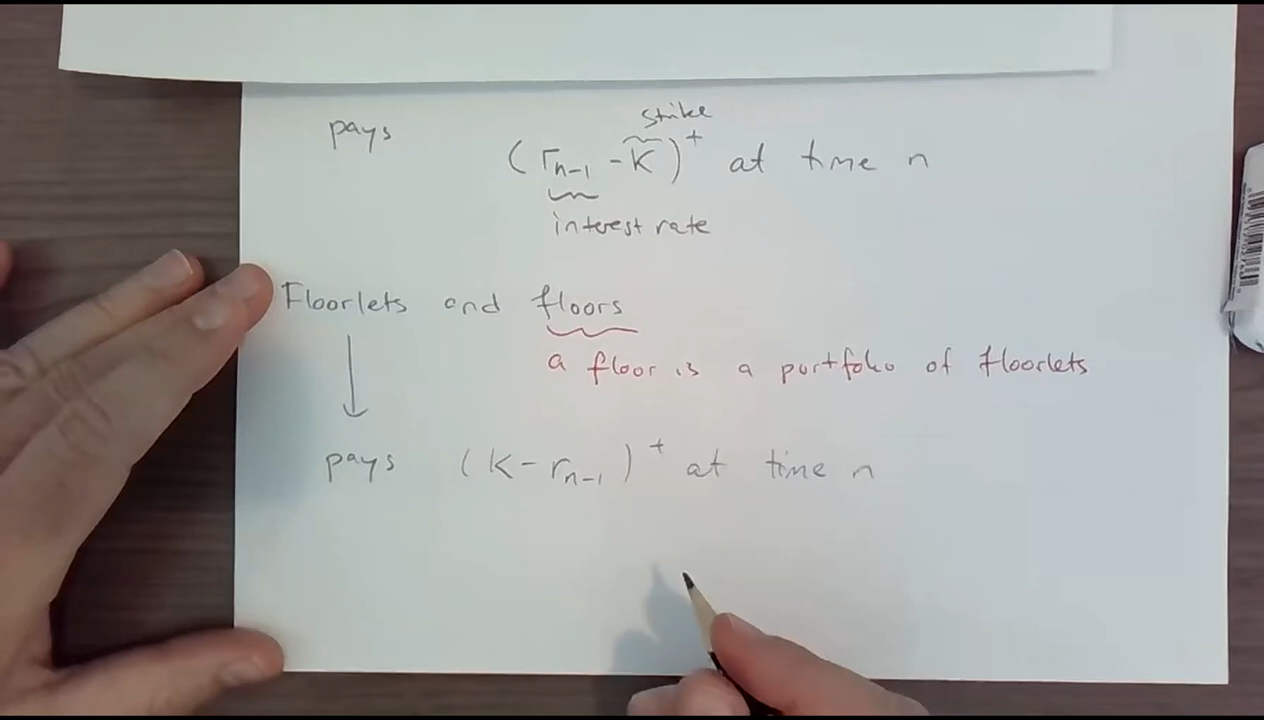 strike
pays (r_{n-1} - K)^+ at time n
interest rate
Floorlets and floors
a floor is a portfolio of floorlets
pays (K - r_{n-1})^+ at time n